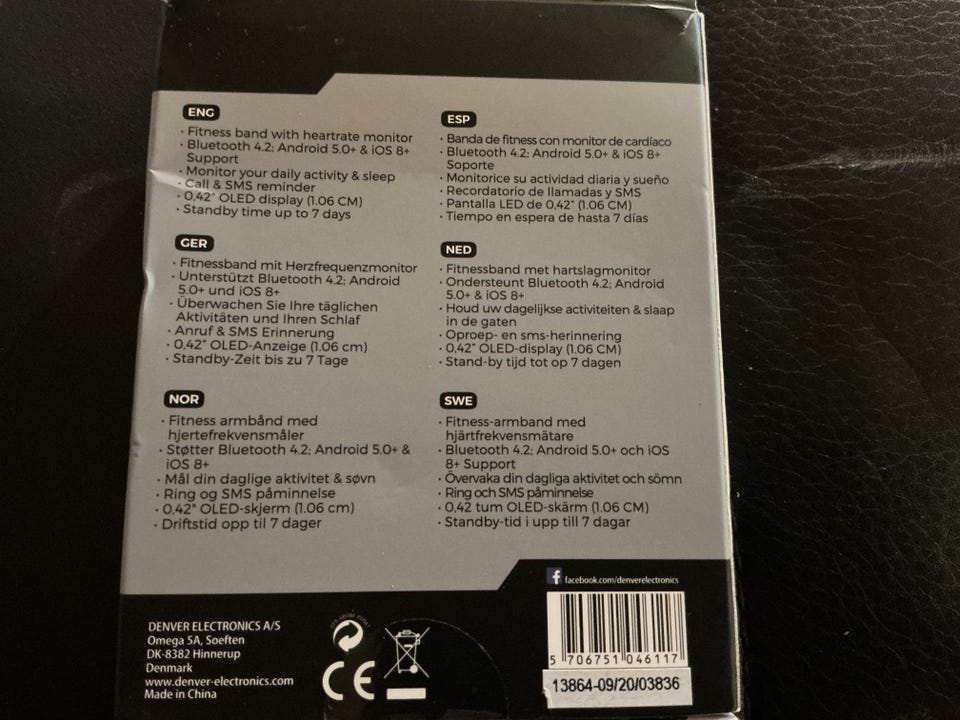 ENG
· Fitness band with heartrate monitor
· Bluetooth 4.2; Android 5.0+ & iOS 8+
Support
· Monitor your daily activity & sleep
· Call & SMS reminder
· 0,42" OLED display (1.06 CM)
· Standby time up to 7 days
ESP
· Banda de fitness con monitor de cardíaco
· Bluetooth 4.2; Android 5.0+ & iOS 8+
Soporte
· Monitorice su actividad diaria y sueño
· Recordatorio de llamadas y SMS
· Pantalla LED de 0,42" (1.06 CM)
· Tiempo en espera de hasta 7 días
GER
· Fitnessband mit Herzfrequenzmonitor
· Unterstützt Bluetooth 4.2; Android
5.0+ und iOS 8+
· Überwachen Sie Ihre täglichen
Aktivitäten und Ihren Schlaf
· Anruf & SMS Erinnerung
· 0,42" OLED-Anzeige (1.06 cm)
· Standby-Zeit bis zu 7 Tage
NED
· Fitnessband met hartslagmonitor
· Ondersteunt Bluetooth 4.2; Android
5.0+ & iOS 8+
· Houd uw dagelijkse activiteiten & slaap
in de gaten
· Oproep- en sms-herinnering
· 0,42" OLED-display (1.06 CM)
· Stand-by tijd tot op 7 dagen
NOR
· Fitness armbånd med
hjertefrekvensmåler
· Støtter Bluetooth 4.2; Android 5.0+ &
iOS 8+
· Mål din daglige aktivitet & søvn
· Ring og SMS påminnelse
· 0,42" OLED-skjerm (1.06 cm)
· Driftstid opp til 7 dager
SWE
· Fitness-armband med
hjärtfrekvensmätare
· Bluetooth 4.2; Android 5.0+ och iOS
8+ Support
· Övervaka din dagliga aktivitet och sömn
· Ring och SMS påminnelse
· 0,42 tum OLED-skärm (1.06 CM)
· Standby-tid i upp till 7 dagar
f facebook.com/denverelectronics
DENVER ELECTRONICS A/S
Omega 5A, Soeften
DK-8382 Hinnerup
Denmark
www.denver-electronics.com
Made in China
CE
5 706751 046117
13864-09/20/03836